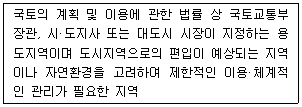 국토의 계획 및 이용에 관한 법률 상 국토교통부
장관, 시·도지사 또는 대도시 시장이 지정하는 용
도지역이며 도시지역으로의 편입이 예상되는 지역
이나 자연환경을 고려하여 제한적인 이용·체계적
인 관리가 필요한 지역